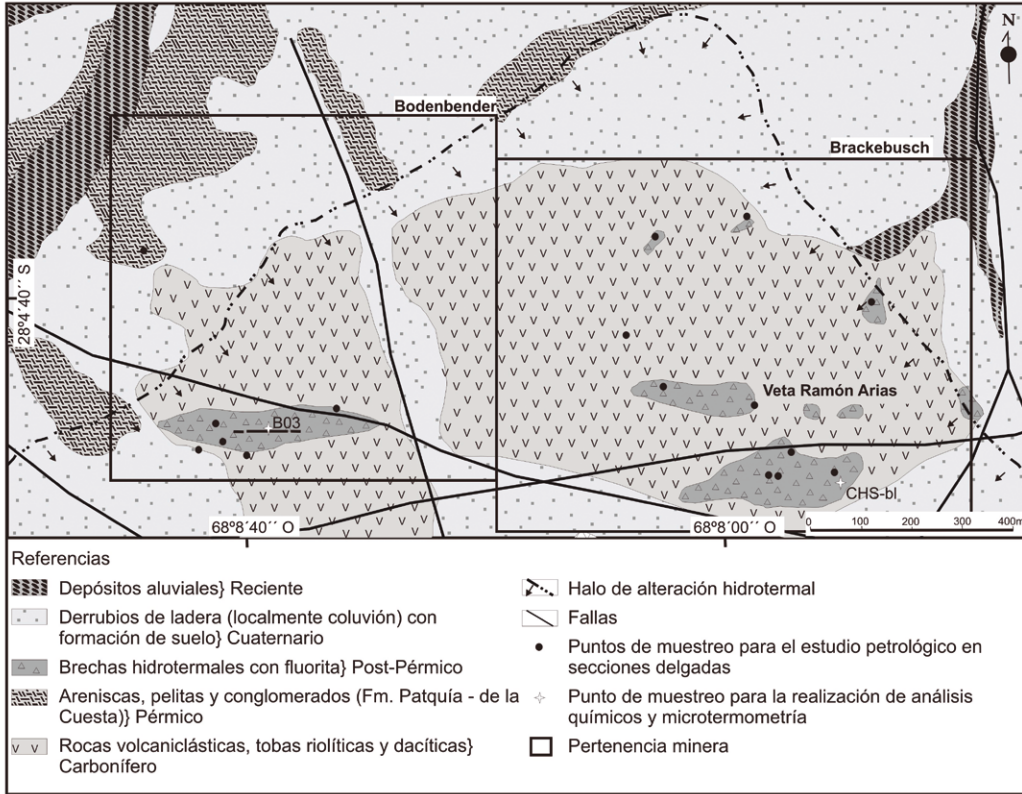 N
Bodenbender
Brackebusch
28º4´40´´ S
Veta Ramón Arias
B03
CHS-bl
68º8´40´´ O
68º8´00´´ O
0 100 200 300 400m
Referencias
Depósitos aluviales} Reciente
Derrubios de ladera (localmente coluvión) con
formación de suelo} Cuaternario
Brechas hidrotermales con fluorita} Post-Pérmico
Areniscas, pelitas y conglomerados (Fm. Patquía - de la
Cuesta)} Pérmico
Rocas volcaniclásticas, tobas riolíticas y dacíticas}
Carbonífero
Halo de alteración hidrotermal
Fallas
Puntos de muestreo para el estudio petrológico en
secciones delgadas
Punto de muestreo para la realización de análisis
químicos y microtermometría
Pertenencia minera